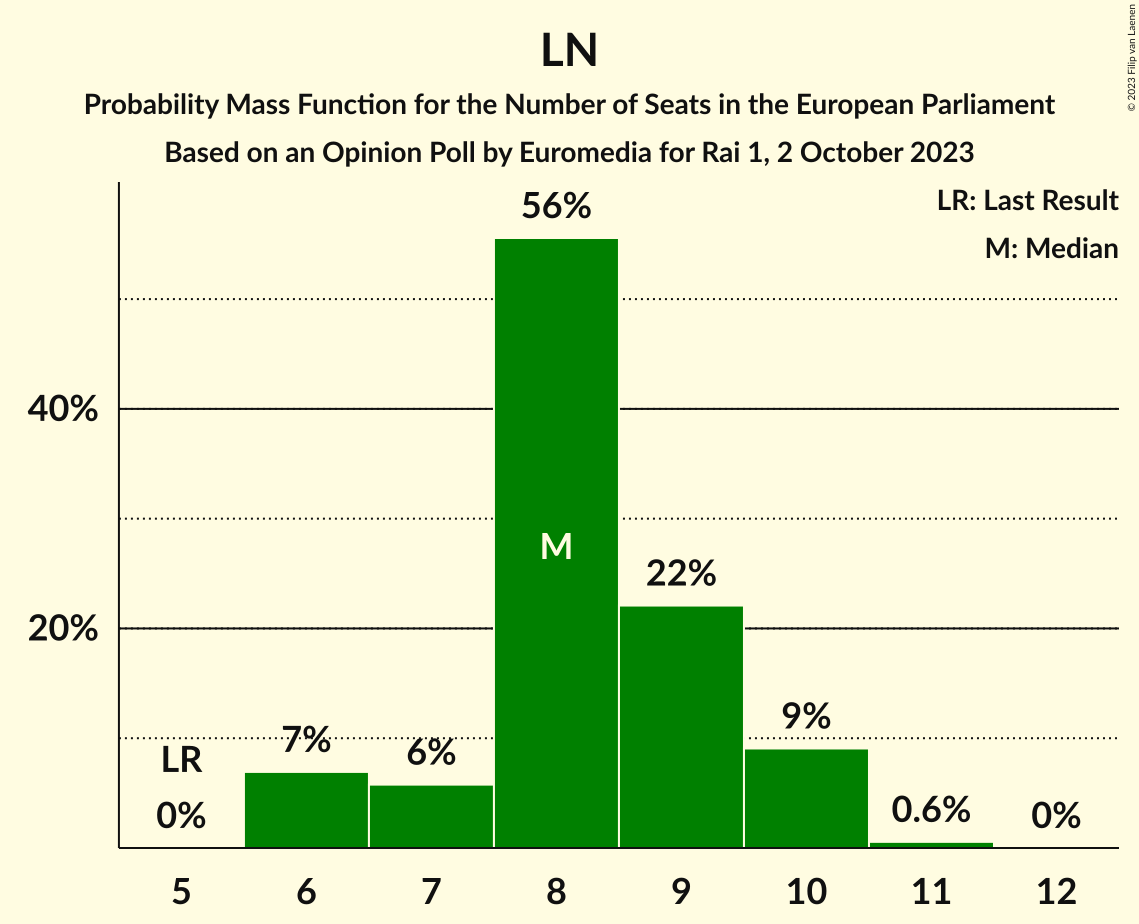 LN
Probability Mass Function for the Number of Seats in the European Parliament
Based on an Opinion Poll by Euromedia for Rai 1, 2 October 2023
© 2023 Filip van Laenen
LR: Last Result
M: Median
56%
40%
M
22%
20%
9%
7%
6%
LR
0%
0.6%
0%
5 6 7 8 9 10 11 12